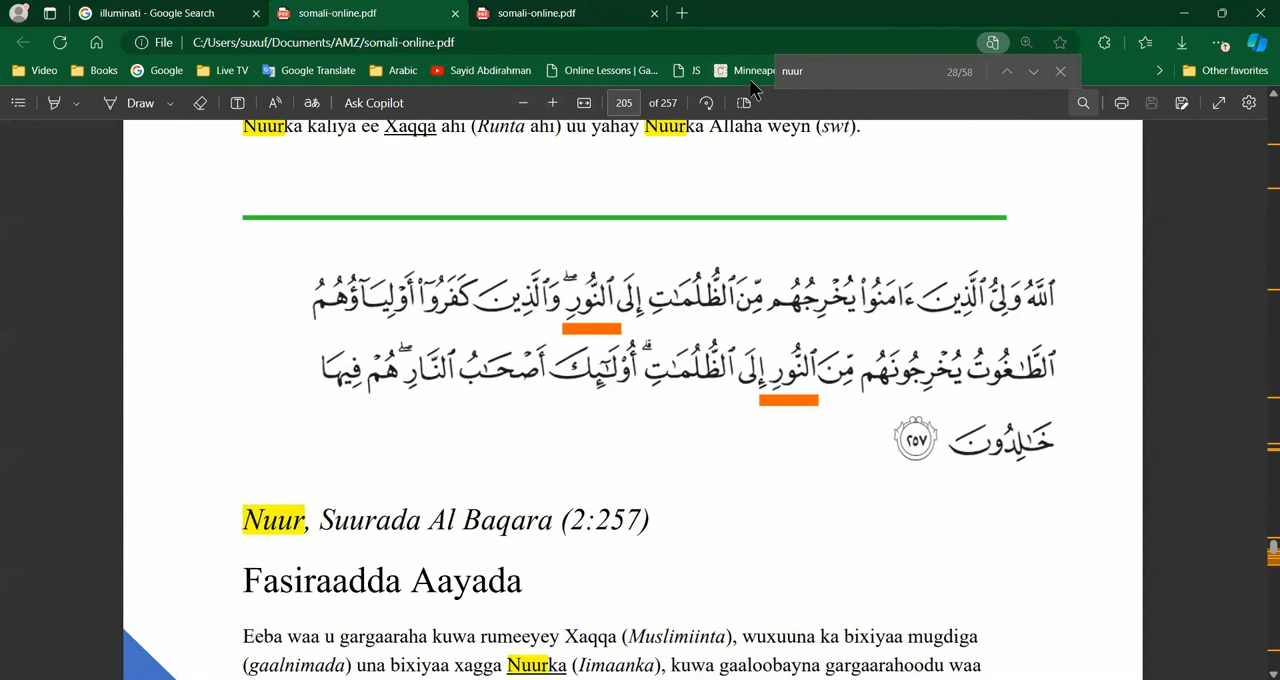 illuminati - Google Search
somali-online.pdf
somali-online.pdf
File
C:/Users/suxuf/Documents/AMZ/somali-online.pdf
Video
Books
Google
Live TV
Google Translate
Arabic
Sayid Abdirahman
Online Lessons | Ga...
JS
Minneap
nuur
28/58
Other favorites
Draw
Ask Copilot
205 of 257
Nuurka kaliya ee Xaqqa ahi (Runta ahi) uu yahay Nuurka Allaha weyn (swt).
ٱللَّهُ وَلِىُّ ٱلَّذِينَ ءَامَنُوا۟ يُخْرِجُهُم مِّنَ ٱلظُّلُمَـٰتِ إِلَى ٱلنُّورِ ۖ وَٱلَّذِينَ كَفَرُوٓا۟ أَوْلِيَآؤُهُمُ
ٱلطَّـٰغُوتُ يُخْرِجُونَهُم مِّنَ ٱلنُّورِ إِلَى ٱلظُّلُمَـٰتِ ۗ أُو۟لَـٰٓئِكَ أَصْحَـٰبُ ٱلنَّارِ ۖ هُمْ فِيهَا
خَـٰلِدُونَ ٢٥٧
Nuur, Suurada Al Baqara (2:257)
Fasiraadda Aayada
Eeba waa u gargaaraha kuwa rumeeyey Xaqqa (Muslimiinta), wuxuuna ka bixiyaa mugdiga
(gaalnimada) una bixiyaa xagga Nuurka (Iimaanka), kuwa gaaloobayna gargaarahoodu waa